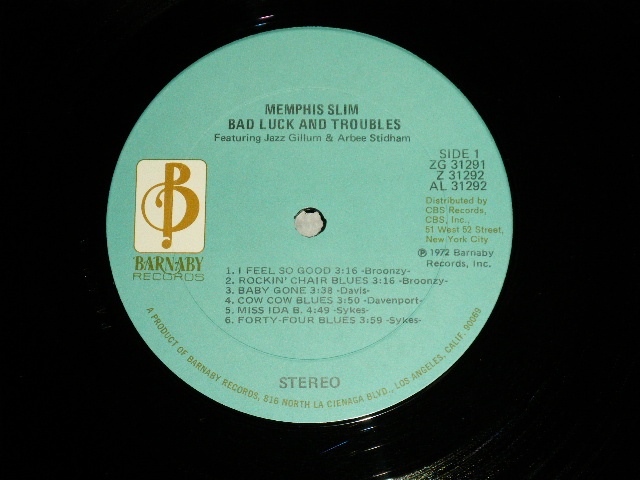 MEMPHIS SLIM
BAD LUCK AND TROUBLES
Featuring Jazz Gillum & Arbee Stidham
SIDE 1
ZG 31291
Z 31292
AL 31292
Distributed by
CBS Records,
CBS, Inc.,
51 West 52 Street,
New York City
℗ 1972 Barnaby
Records, Inc.
B
BARNABY
RECORDS
1. I FEEL SO GOOD 3:16 -Broonzy-
2. ROCKIN' CHAIR BLUES 3:16 -Broonzy-
3. BABY GONE 3:38 -Davis-
4. COW COW BLUES 3:50 -Davenport-
5. MISS IDA B. 4:49 -Sykes-
6. FORTY-FOUR BLUES 3:59 -Sykes-
STEREO
A PRODUCT OF BARNABY RECORDS, 816 NORTH LA CIENAGA BLVD., LOS ANGELES, CALIF. 90069